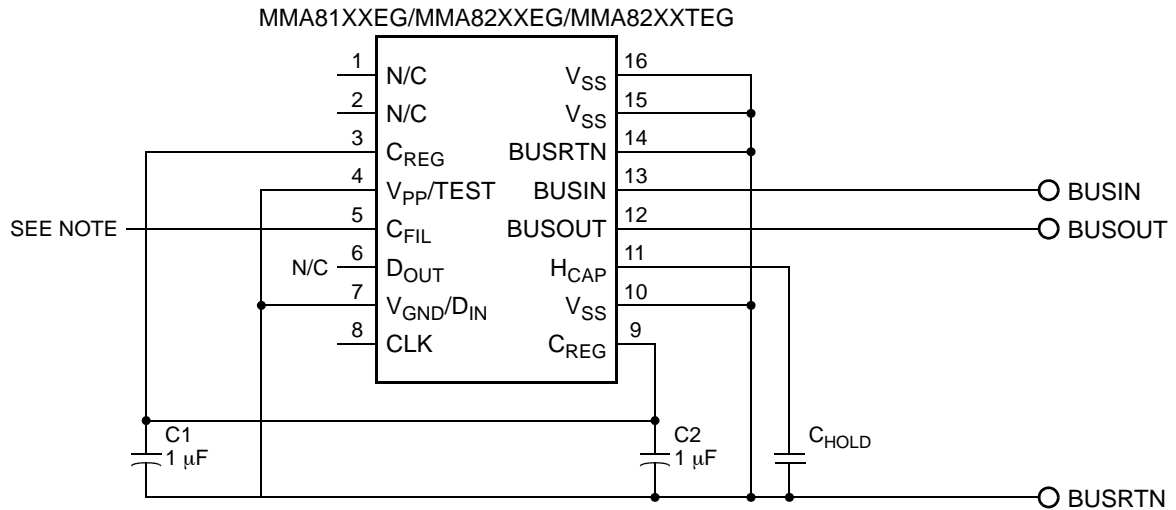 MMA81XXEG/MMA82XXEG/MMA82XXTEG
1 N/C VSS 16
2 N/C VSS 15
3 CREG BUSRTN 14
4 VPP/TEST BUSIN 13 BUSIN
SEE NOTE 5 CFIL BUSOUT 12 BUSOUT
N/C 6 DOUT HCAP 11
7 VGND/DIN VSS 10
8 CLK CREG 9
C1 C2 CHOLD
1 μF 1 μF
BUSRTN